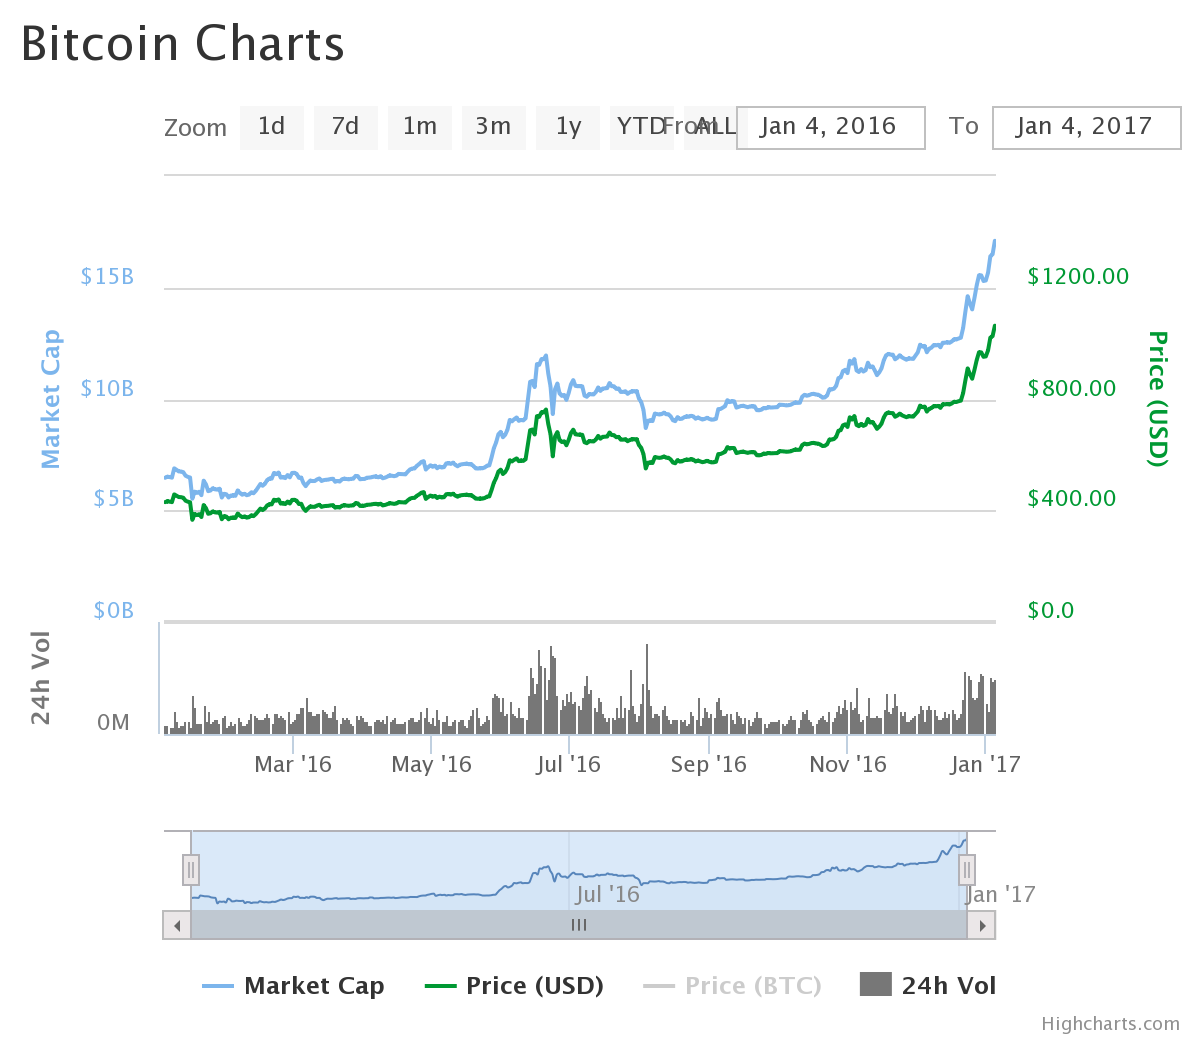 Bitcoin Charts
Zoom 1d 7d 1m 3m 1y YTD ALL From Jan 4, 2016 To Jan 4, 2017
$15B $1200.00
$10B $800.00
$5B $400.00
$0B $0.0
Market Cap
Price (USD)
24h Vol
0M
Mar '16 May '16 Jul '16 Sep '16 Nov '16 Jan '17
Jul '16 Jan '17
Market Cap Price (USD) Price (BTC) 24h Vol
Highcharts.com